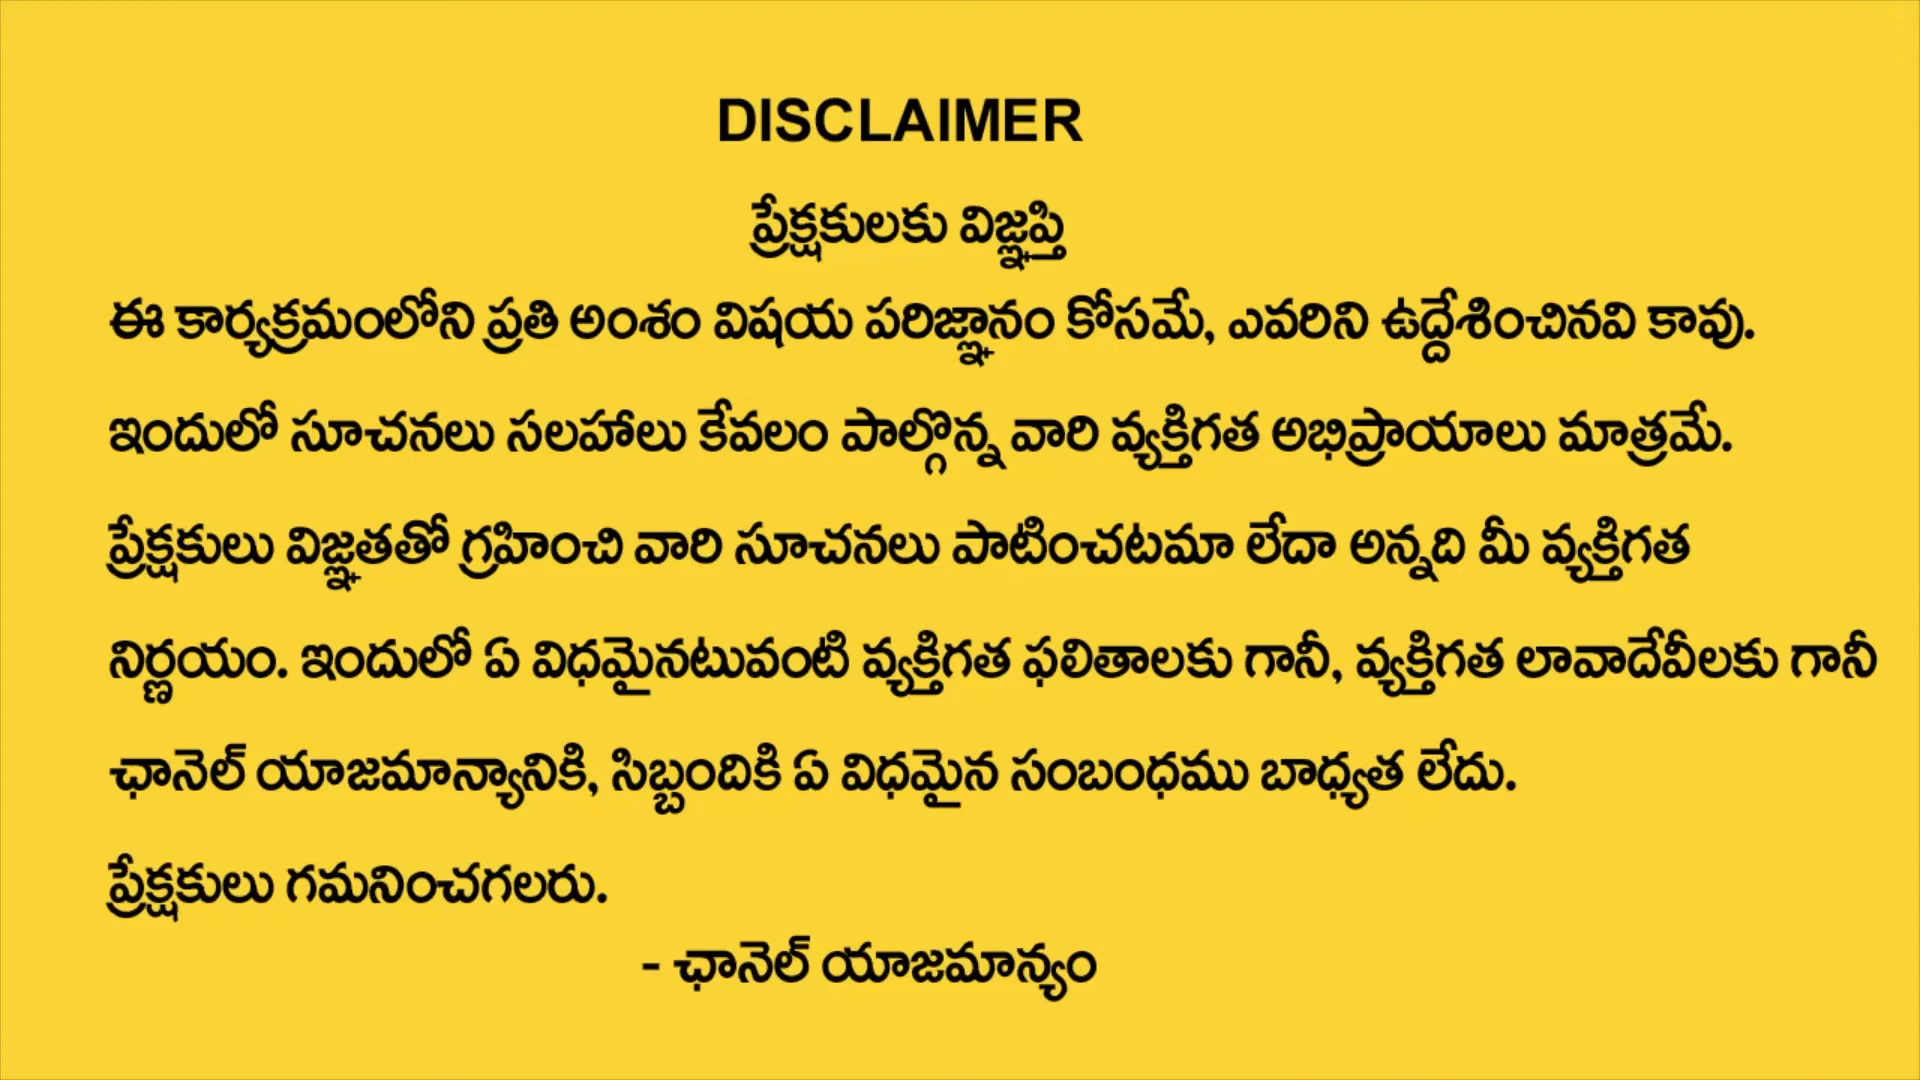 DISCLAIMER
ప్రేక్షకులకు విజ్ఞప్తి
ఈ కార్యక్రమంలోని ప్రతి అంశం విషయ పరిజ్ఞానం కోసమే, ఎవరిని ఉద్దేశించినవి కావు.
ఇందులో సూచనలు సలహాలు కేవలం పాల్గొన్న వారి వ్యక్తిగత అభిప్రాయాలు మాత్రమే.
ప్రేక్షకులు విజ్ఞతతో గ్రహించి వారి సూచనలు పాటించటమా లేదా అన్నది మీ వ్యక్తిగత
నిర్ణయం. ఇందులో ఏ విధమైనటువంటి వ్యక్తిగత ఫలితాలకు గానీ, వ్యక్తిగత లావాదేవీలకు గానీ
ఛానెల్ యాజమాన్యానికి, సిబ్బందికి ఏ విధమైన సంబంధము బాధ్యత లేదు.
ప్రేక్షకులు గమనించగలరు.
- ఛానెల్ యాజమాన్యం